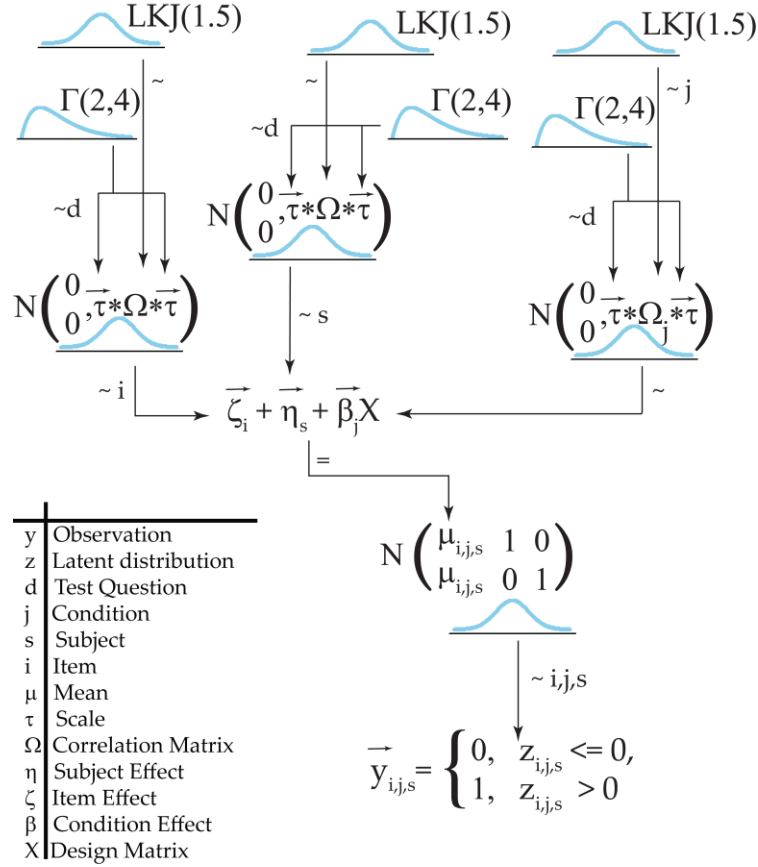 LKJ(1.5) LKJ(1.5) LKJ(1.5)
~ ~ ~ j
Γ(2,4) Γ(2,4) Γ(2,4)
~d ~d ~d
N(0 0, τ*Ω*τ)
N(0 0, τ*Ω*τ)
N(0 0, τ*Ω_j*τ)
~ i ~ s ~
ζ_i + η_s + β_j X
=
N(μ_i,j,s 1 0
μ_i,j,s 0 1)
~ i,j,s
y_i,j,s = { 0, z_i,j,s <= 0,
1, z_i,j,s > 0
y Observation
z Latent distribution
d Test Question
j Condition
s Subject
i Item
μ Mean
τ Scale
Ω Correlation Matrix
η Subject Effect
ζ Item Effect
β Condition Effect
X Design Matrix